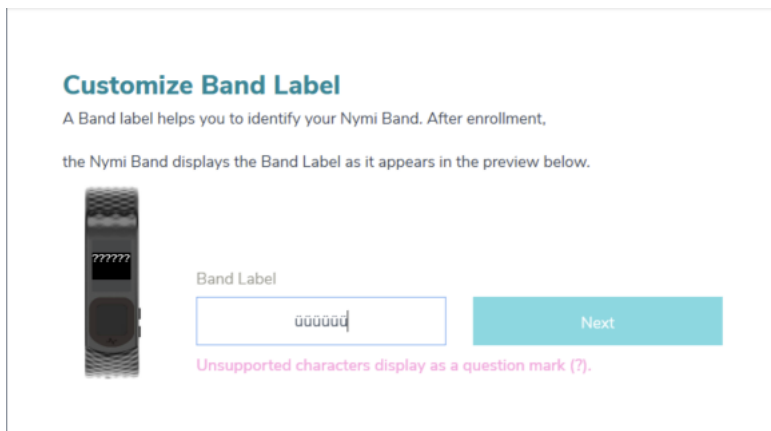 Customize Band Label
A Band label helps you to identify your Nymi Band. After enrollment,
the Nymi Band displays the Band Label as it appears in the preview below.
??????
Band Label
üüüüüü
Next
Unsupported characters display as a question mark (?).